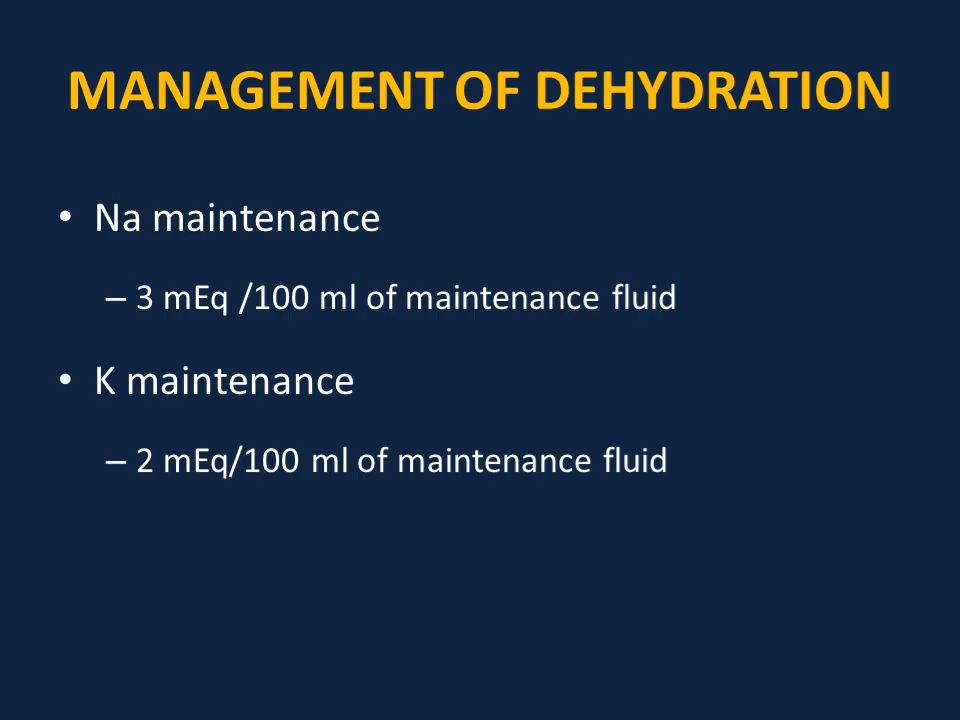 MANAGEMENT OF DEHYDRATION
• Na maintenance
– 3 mEq /100 ml of maintenance fluid
• K maintenance
– 2 mEq/100 ml of maintenance fluid